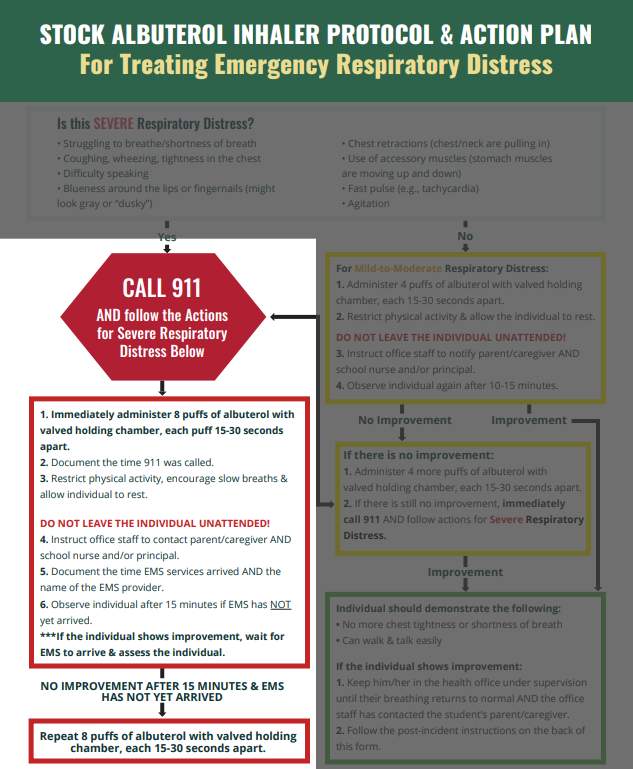 STOCK ALBUTEROL INHALER PROTOCOL & ACTION PLAN
For Treating Emergency Respiratory Distress
Is this SEVERE Respiratory Distress?
• Struggling to breathe/shortness of breath
• Coughing, wheezing, tightness in the chest
• Difficulty speaking
• Blueness around the lips or fingernails (might
look gray or "dusky")
• Chest retractions (chest/neck are pulling in)
• Use of accessory muscles (stomach muscles
are moving up and down)
• Fast pulse (e.g., tachycardia)
• Agitation
Yes
CALL 911
AND follow the Actions
for Severe Respiratory
Distress Below
1. Immediately administer 8 puffs of albuterol with
valved holding chamber, each puff 15-30 seconds
apart.
2. Document the time 911 was called.
3. Restrict physical activity, encourage slow breaths &
allow individual to rest.
DO NOT LEAVE THE INDIVIDUAL UNATTENDED!
4. Instruct office staff to contact parent/caregiver AND
school nurse and/or principal.
5. Document the time EMS services arrived AND the
name of the EMS provider.
6. Observe individual after 15 minutes if EMS has NOT
yet arrived.
***If the individual shows improvement, wait for
EMS to arrive & assess the individual.
NO IMPROVEMENT AFTER 15 MINUTES & EMS
HAS NOT YET ARRIVED
Repeat 8 puffs of albuterol with valved holding
chamber, each 15-30 seconds apart.
No
For Mild-to-Moderate Respiratory Distress:
1. Administer 4 puffs of albuterol with valved holding
chamber, each 15-30 seconds apart.
2. Restrict physical activity & allow the individual to rest.
DO NOT LEAVE THE INDIVIDUAL UNATTENDED!
3. Instruct office staff to notify parent/caregiver AND
school nurse and/or principal.
4. Observe individual again after 10-15 minutes.
No Improvement
Improvement
If there is no improvement:
1. Administer 4 more puffs of albuterol with
valved holding chamber, each 15-30 seconds apart.
2. If there is still no improvement, immediately
call 911 AND follow actions for Severe Respiratory
Distress.
Improvement
Individual should demonstrate the following:
• No more chest tightness or shortness of breath
• Can walk & talk easily
If the individual shows improvement:
1. Keep him/her in the health office under supervision
until their breathing returns to normal AND the office
staff has contacted the student's parent/caregiver.
2. Follow the post-incident instructions on the back of
this form.